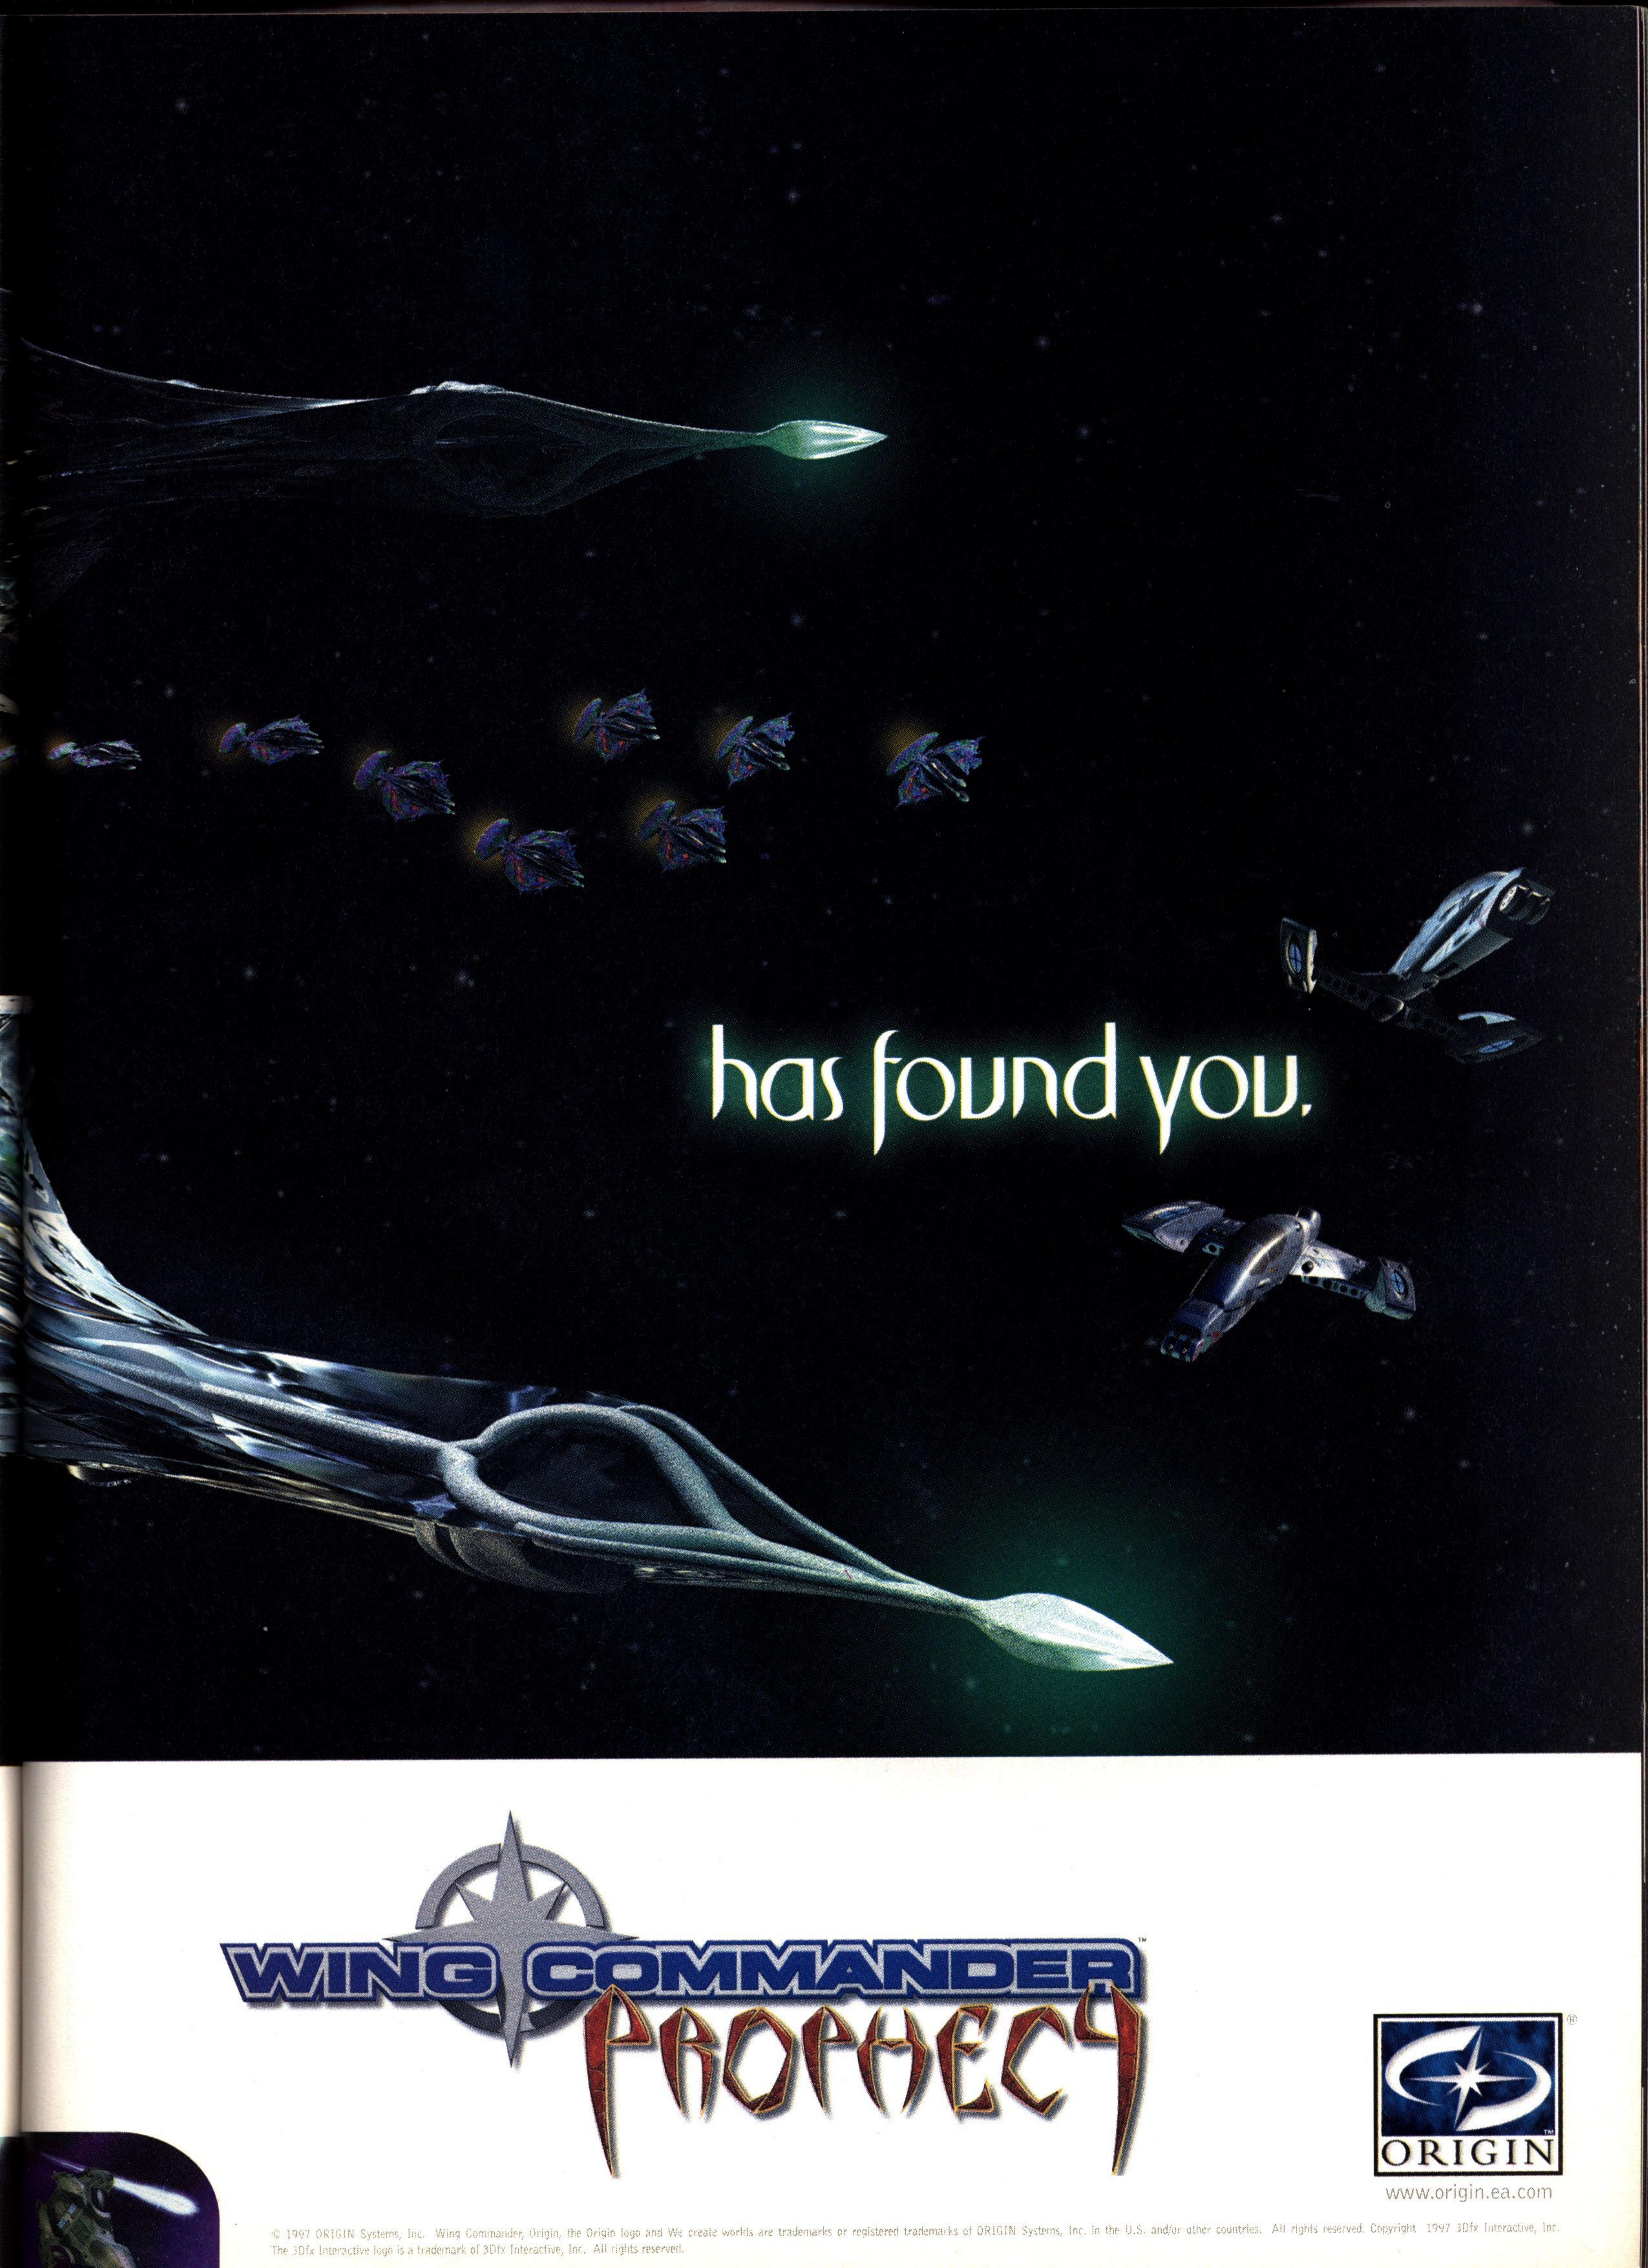 has found you.
WING COMMANDER™
PROPHECY
®
™
ORIGIN
www.origin.ea.com
© 1997 ORIGIN Systems, Inc. Wing Commander, Origin, the Origin logo and We create worlds are trademarks or registered trademarks of ORIGIN Systems, Inc. in the U.S. and/or other countries. All rights reserved. Copyright 1997 3Dfx Interactive, Inc.
The 3Dfx Interactive logo is a trademark of 3Dfx Interactive, Inc. All rights reserved.